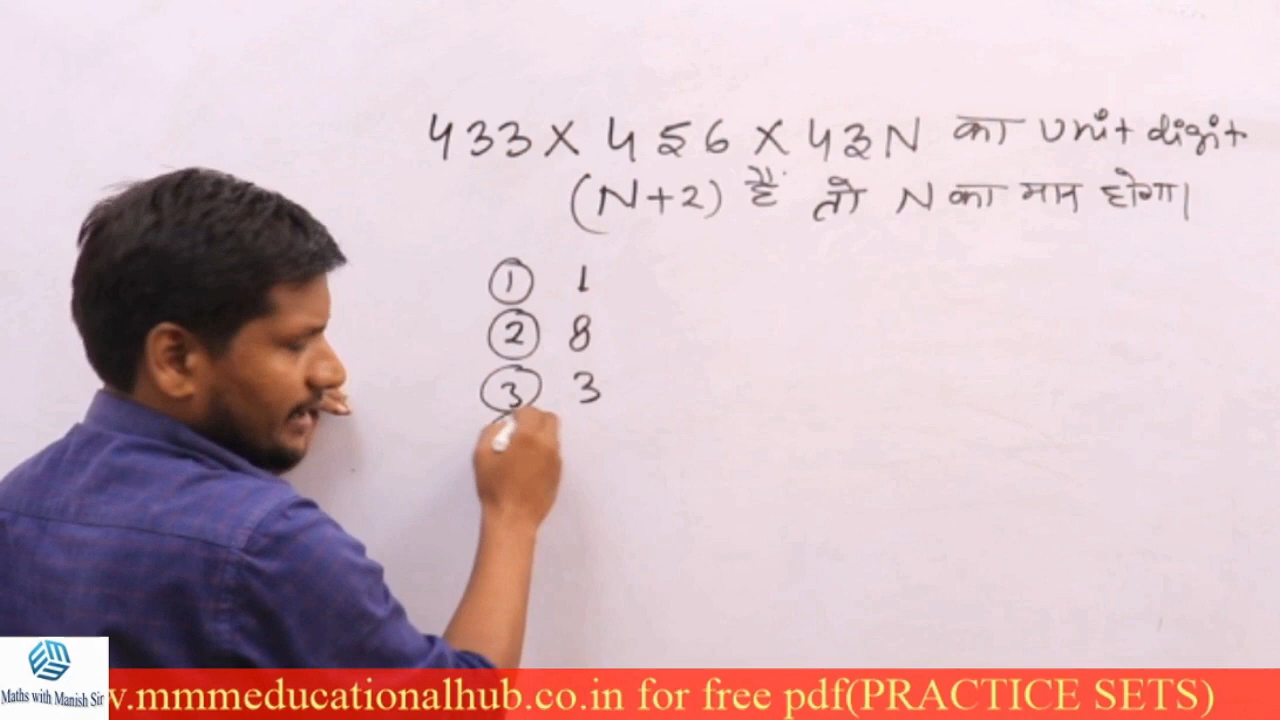 433 × 456 × 43N का unit digit
(N+2) हैं तो N का मान होगा।
1 1
2 8
3 3
Maths with Manish Sir
v.mmmeducationalhub.co.in for free pdf(PRACTICE SETS)